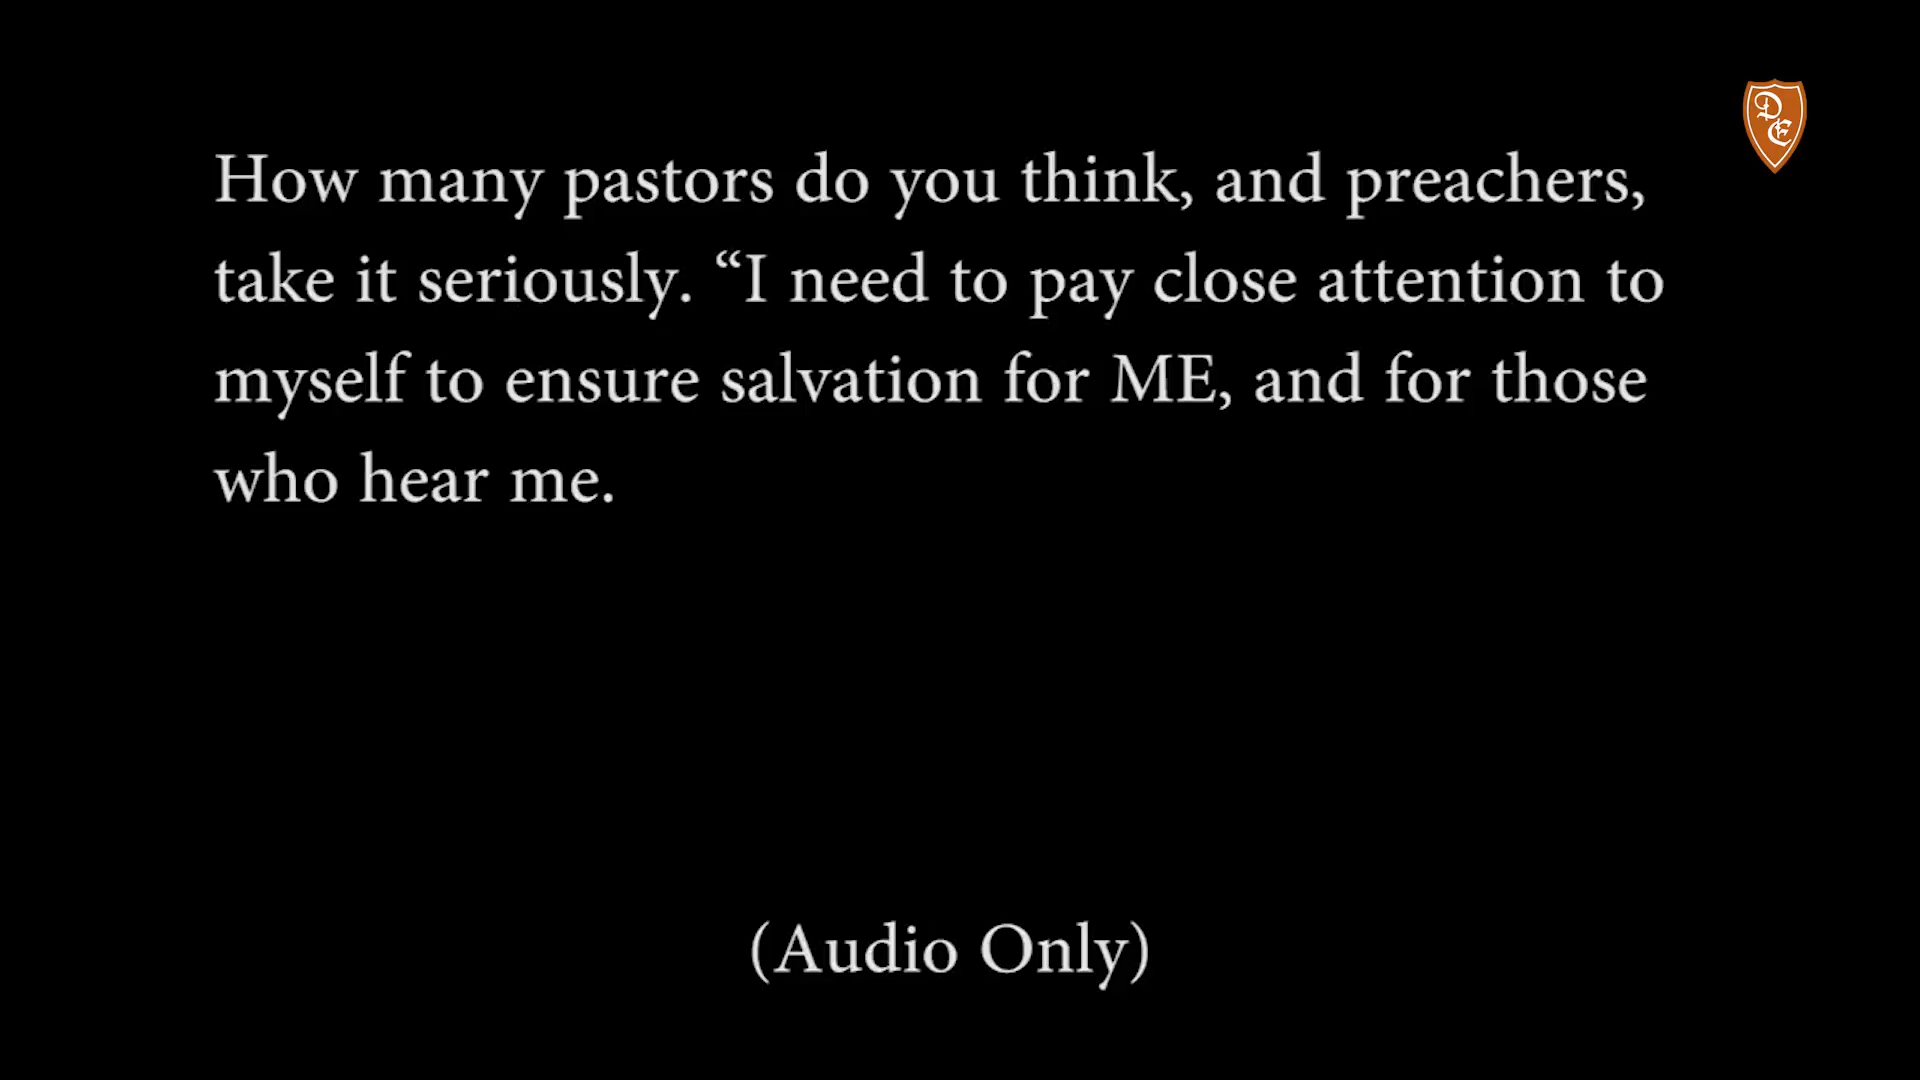 How many pastors do you think, and preachers,
take it seriously. “I need to pay close attention to
myself to ensure salvation for ME, and for those
who hear me.
(Audio Only)
DE